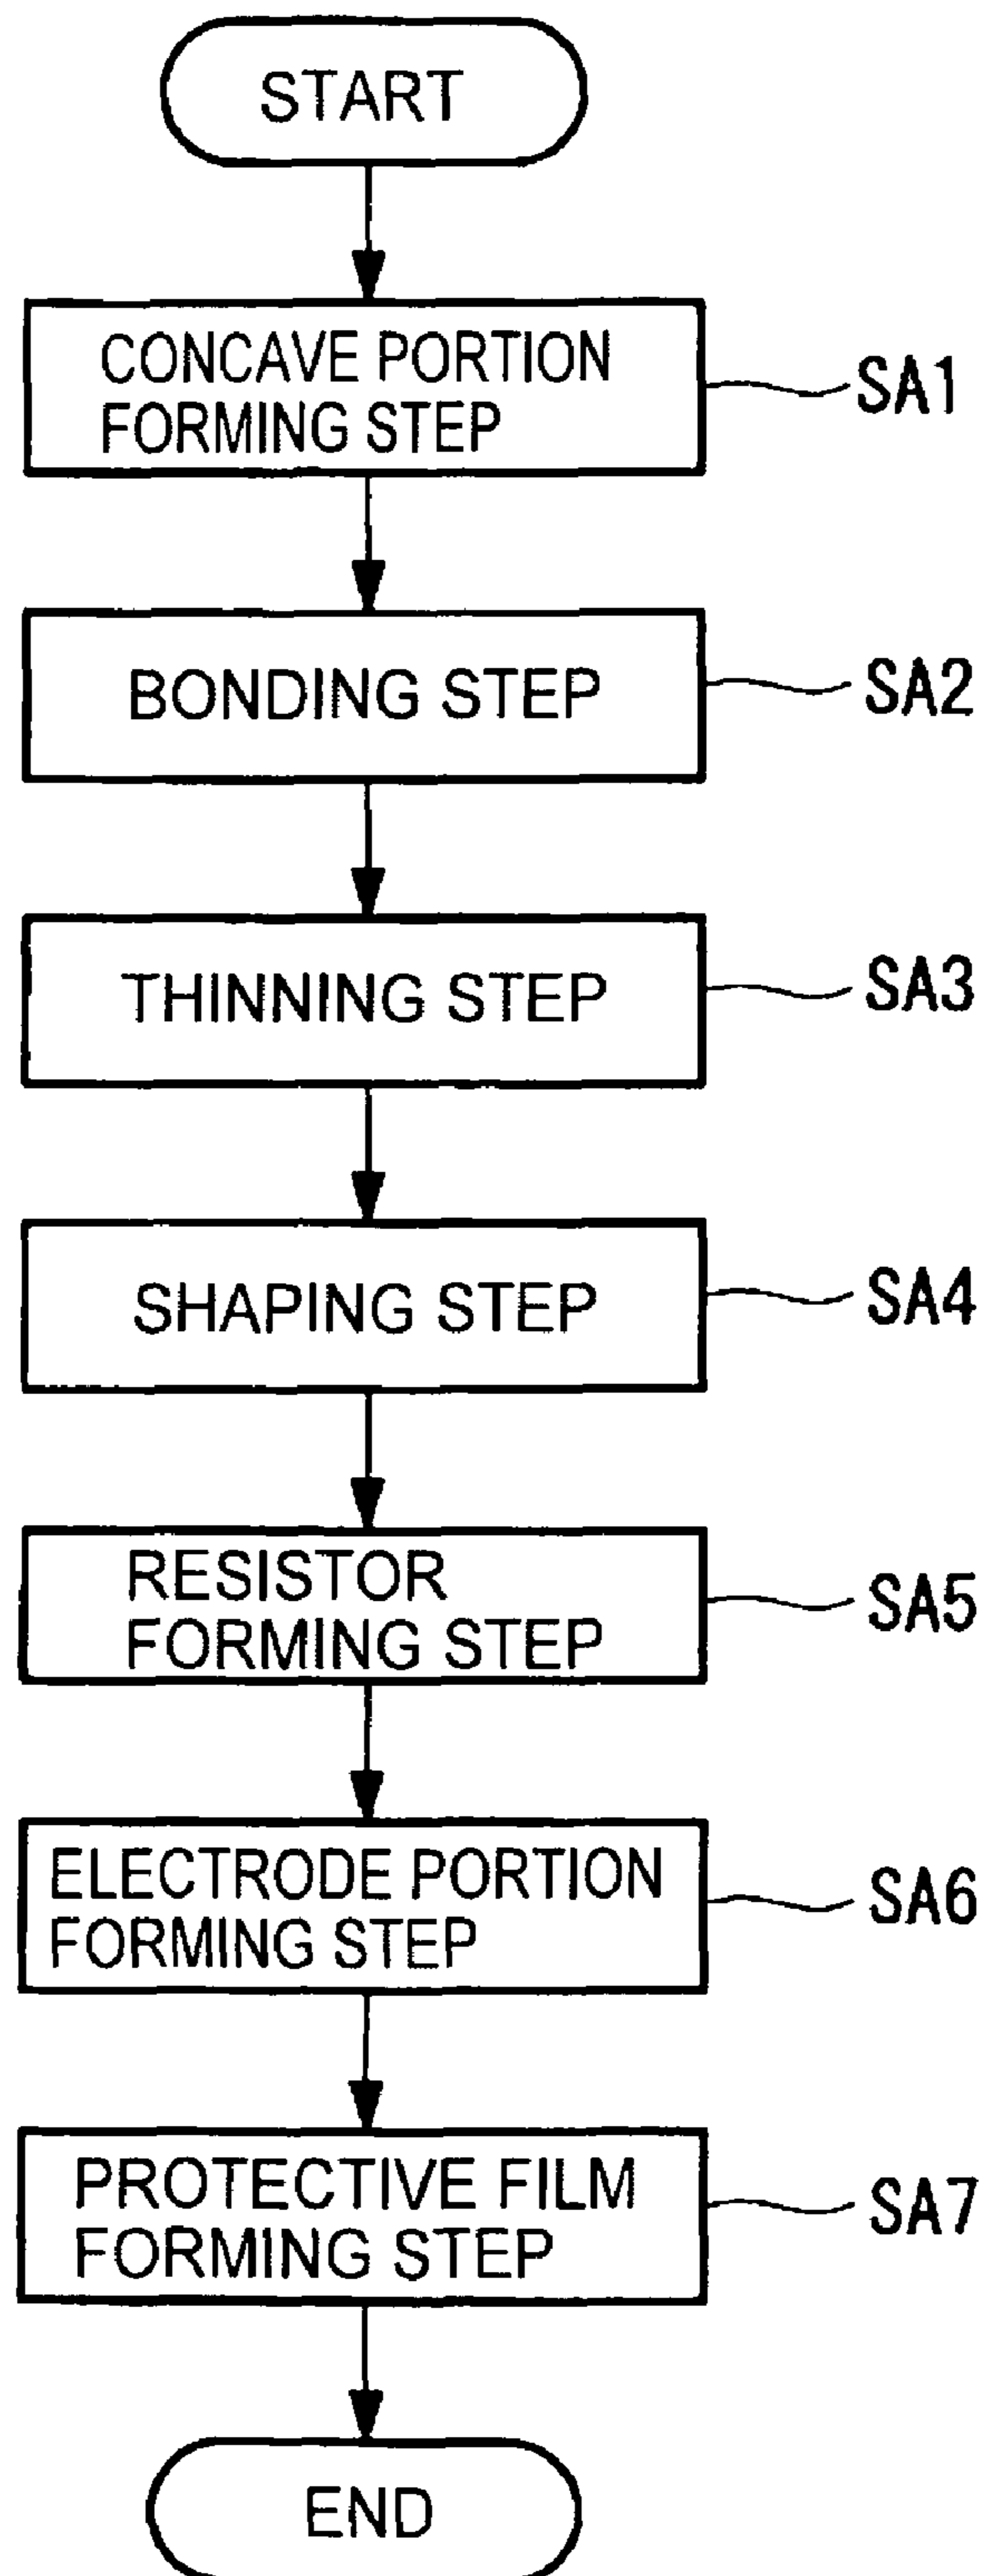 START
CONCAVE PORTION
FORMING STEP
SA1
BONDING STEP
SA2
THINNING STEP
SA3
SHAPING STEP
SA4
RESISTOR
FORMING STEP
SA5
ELECTRODE PORTION
FORMING STEP
SA6
PROTECTIVE FILM
FORMING STEP
SA7
END